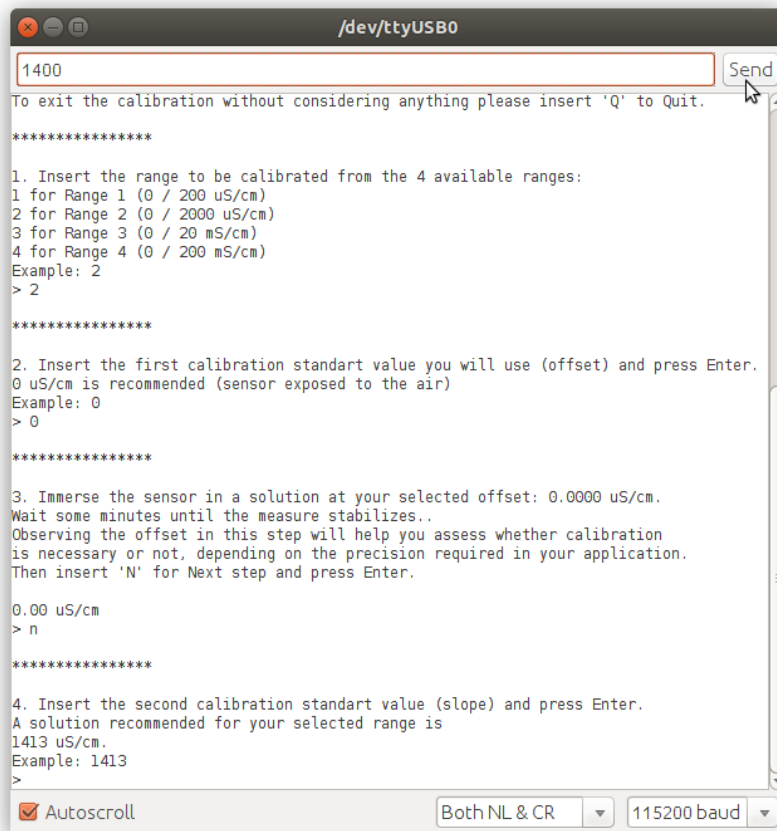 /dev/ttyUSB0
1400
Send
To exit the calibration without considering anything please insert 'Q' to Quit.
****************
1. Insert the range to be calibrated from the 4 available ranges:
1 for Range 1 (0 / 200 uS/cm)
2 for Range 2 (0 / 2000 uS/cm)
3 for Range 3 (0 / 20 mS/cm)
4 for Range 4 (0 / 200 mS/cm)
Example: 2
> 2
****************
2. Insert the first calibration standart value you will use (offset) and press Enter.
0 uS/cm is recommended (sensor exposed to the air)
Example: 0
> 0
****************
3. Immerse the sensor in a solution at your selected offset: 0.0000 uS/cm.
Wait some minutes until the measure stabilizes..
Observing the offset in this step will help you assess whether calibration
is necessary or not, depending on the precision required in your application.
Then insert 'N' for Next step and press Enter.
0.00 uS/cm
> n
****************
4. Insert the second calibration standart value (slope) and press Enter.
A solution recommended for your selected range is
1413 uS/cm.
Example: 1413
>
Autoscroll
Both NL & CR
115200 baud